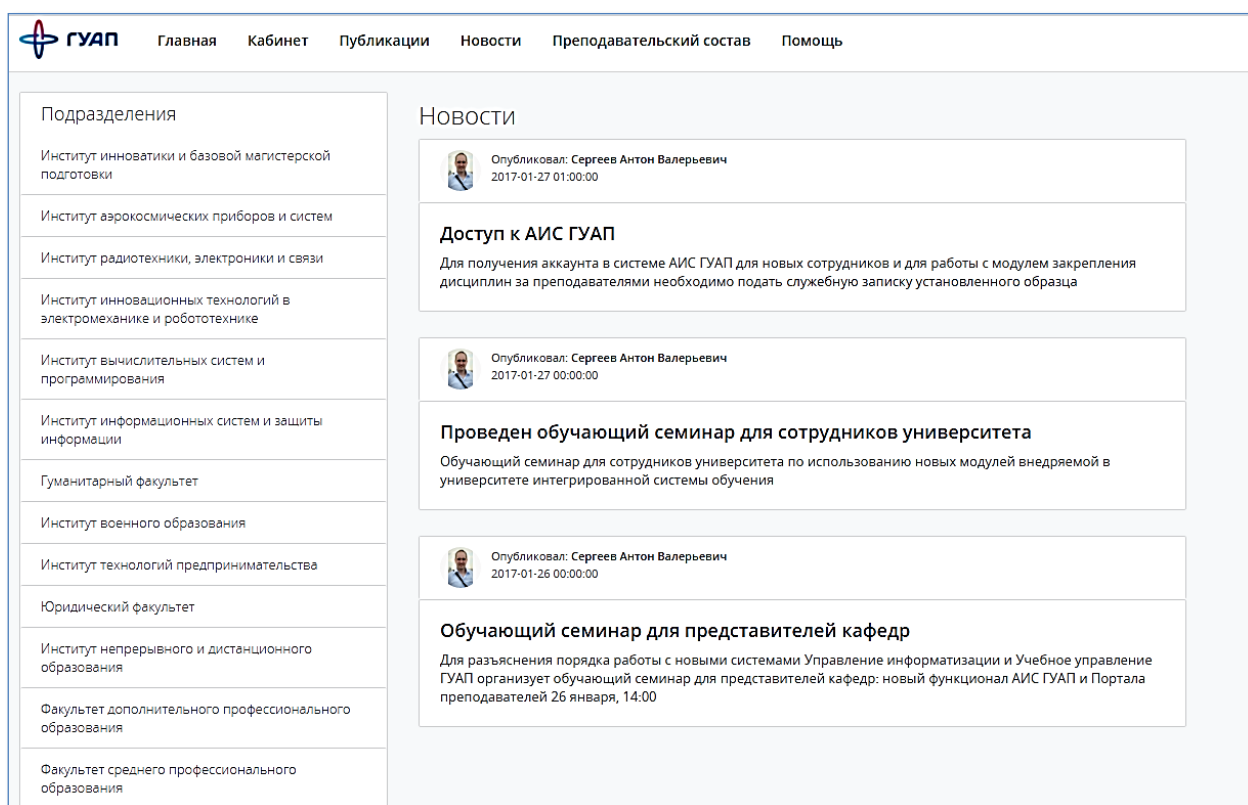 ГУАП
Главная Кабинет Публикации Новости Преподавательский состав Помощь
Подразделения
Институт инноватики и базовой магистерской
подготовки
Институт аэрокосмических приборов и систем
Институт радиотехники, электроники и связи
Институт инновационных технологий в
электромеханике и робототехнике
Институт вычислительных систем и
программирования
Институт информационных систем и защиты
информации
Гуманитарный факультет
Институт военного образования
Институт технологий предпринимательства
Юридический факультет
Институт непрерывного и дистанционного
образования
Факультет дополнительного профессионального
образования
Факультет среднего профессионального
образования
Новости
Опубликовал: Сергеев Антон Валерьевич
2017-01-27 01:00:00
Доступ к АИС ГУАП
Для получения аккаунта в системе АИС ГУАП для новых сотрудников и для работы с модулем закрепления
дисциплин за преподавателями необходимо подать служебную записку установленного образца
Опубликовал: Сергеев Антон Валерьевич
2017-01-27 00:00:00
Проведен обучающий семинар для сотрудников университета
Обучающий семинар для сотрудников университета по использованию новых модулей внедряемой в
университете интегрированной системы обучения
Опубликовал: Сергеев Антон Валерьевич
2017-01-26 00:00:00
Обучающий семинар для представителей кафедр
Для разъяснения порядка работы с новыми системами Управление информатизации и Учебное управление
ГУАП организует обучающий семинар для представителей кафедр: новый функционал АИС ГУАП и Портала
преподавателей 26 января, 14:00